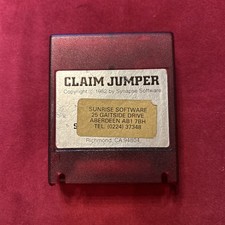 CLAIM JUMPER
Copyright © 1982 by Synapse Software
SUNRISE SOFTWARE
25 GAITSIDE DRIVE
ABERDEEN AB1 7BH
TEL. (0224) 37348
S
Richmond, CA 94804